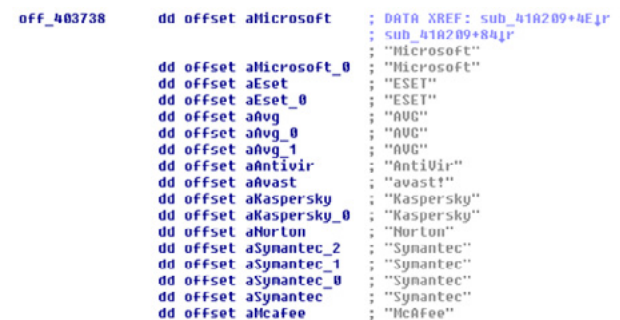 off_403738 dd offset aMicrosoft ; DATA XREF: sub_41A209+4E↓r
; sub_41A209+84↓r
; "Microsoft"
dd offset aMicrosoft_0 ; "Microsoft"
dd offset aEset ; "ESET"
dd offset aEset_0 ; "ESET"
dd offset aAvg ; "AVG"
dd offset aAvg_0 ; "AVG"
dd offset aAvg_1 ; "AVG"
dd offset aAntivir ; "AntiVir"
dd offset aAvast ; "avast!"
dd offset aKaspersky ; "Kaspersky"
dd offset aKaspersky_0 ; "Kaspersky"
dd offset aNorton ; "Norton"
dd offset aSymantec_2 ; "Symantec"
dd offset aSymantec_1 ; "Symantec"
dd offset aSymantec_0 ; "Symantec"
dd offset aSymantec ; "Symantec"
dd offset aMcafee ; "McAfee"